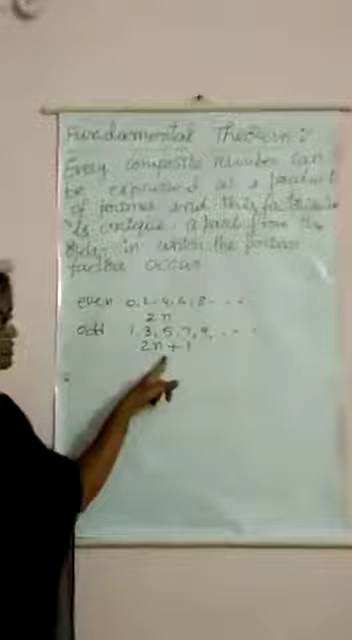 Fundamental Theorem:
Every composite number can
be expressed as a product
of primes and this factorisation
is unique, apart from the
order in which the prime
factors occur
even 0, 2, 4, 6, 8 - - -
2n
odd 1, 3, 5, 7, 9, - - -
2n + 1